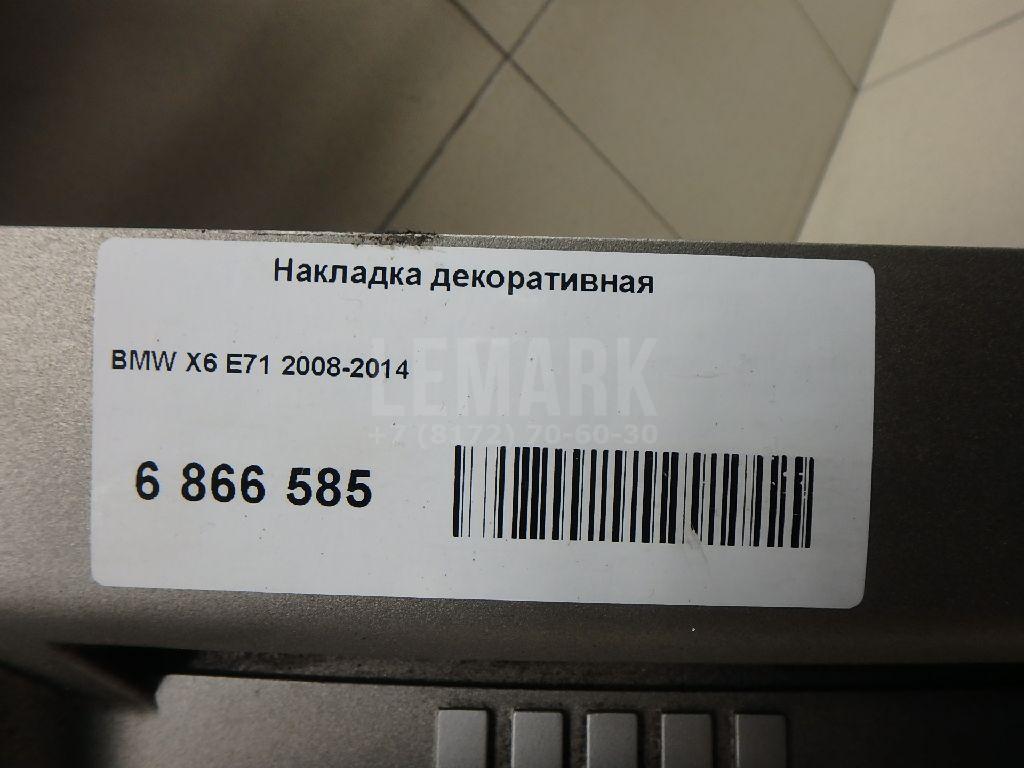 Накладка декоративная
BMW X6 E71 2008-2014
LEMARK
+7 (8172) 70-60-30
6 866 585